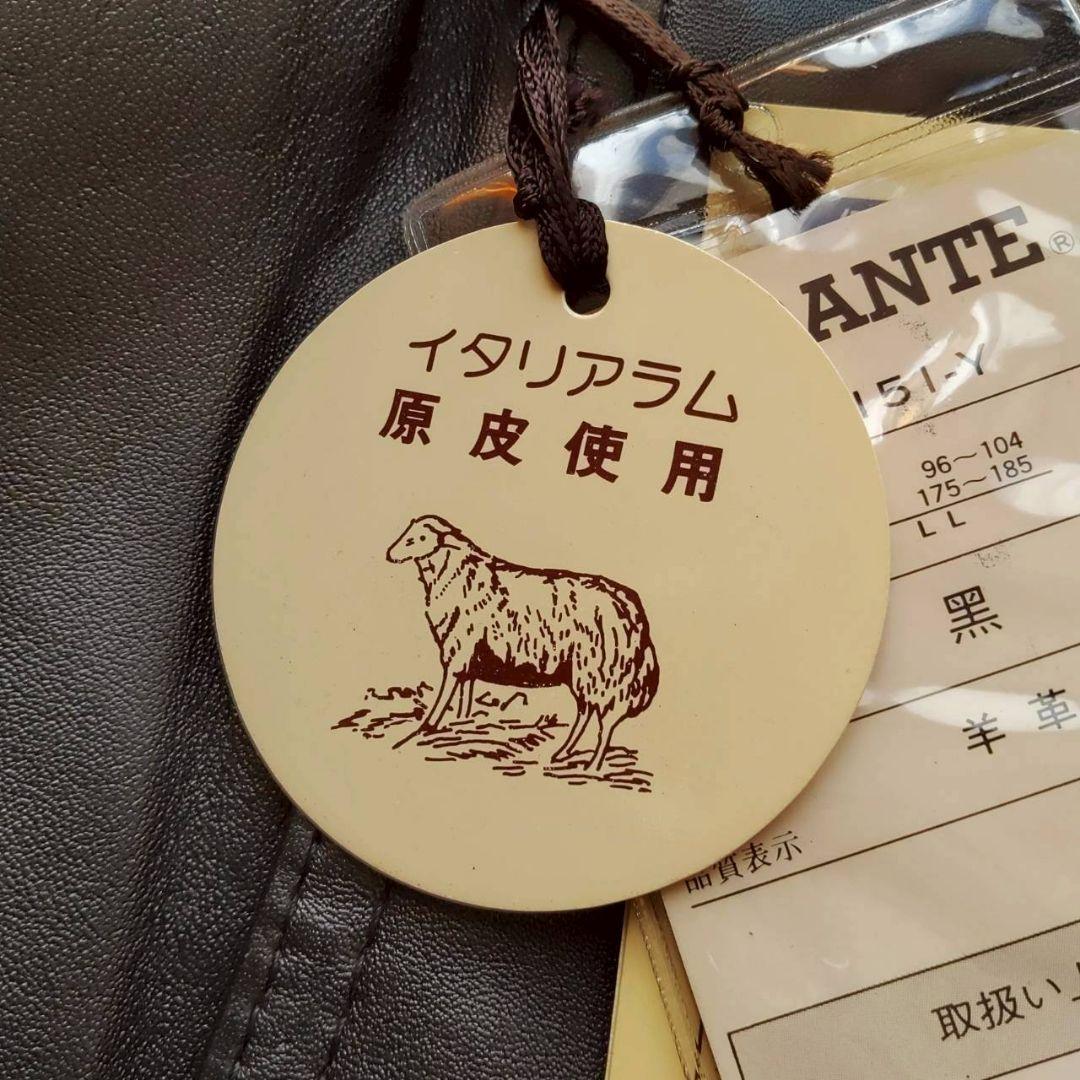 イタリアラム
原皮使用
ANTE®
151-Y
96～104
175～185
LL
黒
羊革
品質表示
取扱い上